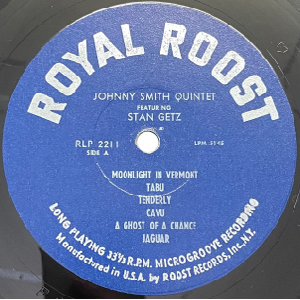 ROYAL ROOST
JOHNNY SMITH QUINTET
FEATURING
STAN GETZ
RLP 2211
SIDE A
MOONLIGHT IN VERMONT
TABU
TENDERLY
CAVU
A GHOST OF A CHANCE
JAGUAR
LONG PLAYING 33⅓ R.P.M. MICROGROOVE RECORDING
Manufactured in U.S.A. by ROOST RECORDS, Inc., N.Y.